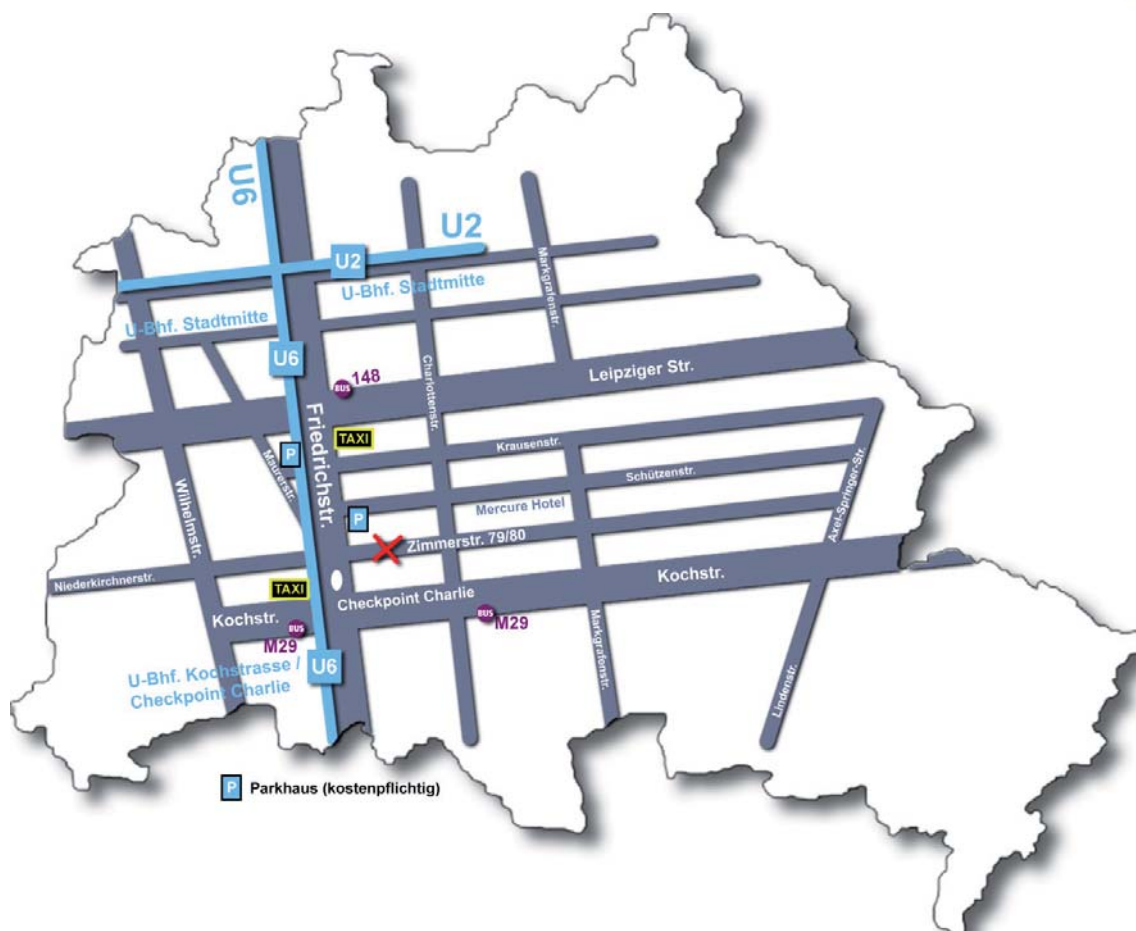 U6
U2
U2
U-Bhf. Stadtmitte
U-Bhf. Stadtmitte
Markgrafenstr.
U6
BUS 148
Charlottenstr.
Leipziger Str.
Friedrichstr.
TAXI
Krausenstr.
P
Maurerstr.
Schützenstr.
Wilhelmstr.
Mercure Hotel
Axel-Springer-Str.
P
Zimmerstr. 79/80
Niederkirchnerstr.
TAXI
Checkpoint Charlie
Kochstr.
Kochstr.
BUS
M29
BUS
M29
Markgrafenstr.
U-Bhf. Kochstrasse /
Checkpoint Charlie
U6
Lindenstr.
P Parkhaus (kostenpflichtig)